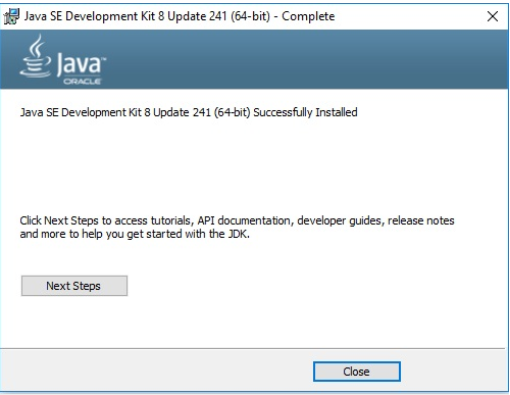 Java SE Development Kit 8 Update 241 (64-bit) - Complete
Java™
ORACLE
Java SE Development Kit 8 Update 241 (64-bit) Successfully Installed
Click Next Steps to access tutorials, API documentation, developer guides, release notes
and more to help you get started with the JDK.
Next Steps
Close